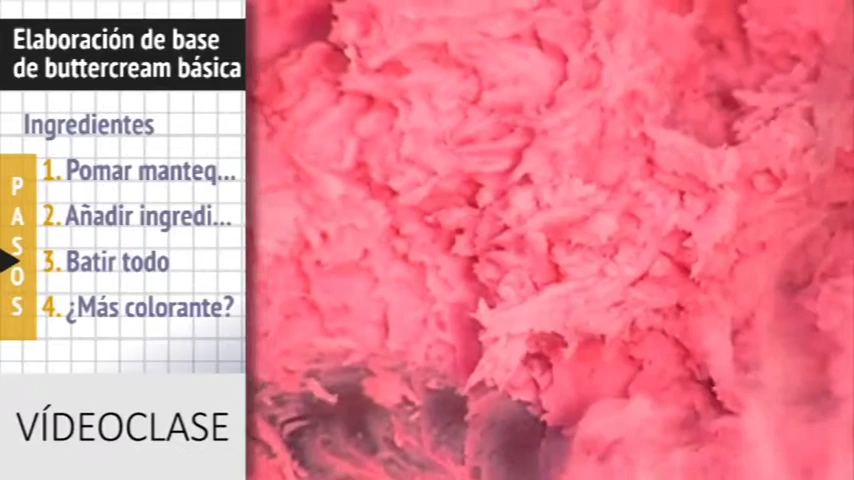 Elaboración de base
de buttercream básica
Ingredientes
PASOS
1. Pomar manteq...
2. Añadir ingredi...
3. Batir todo
4. ¿Más colorante?
VÍDEOCLASE